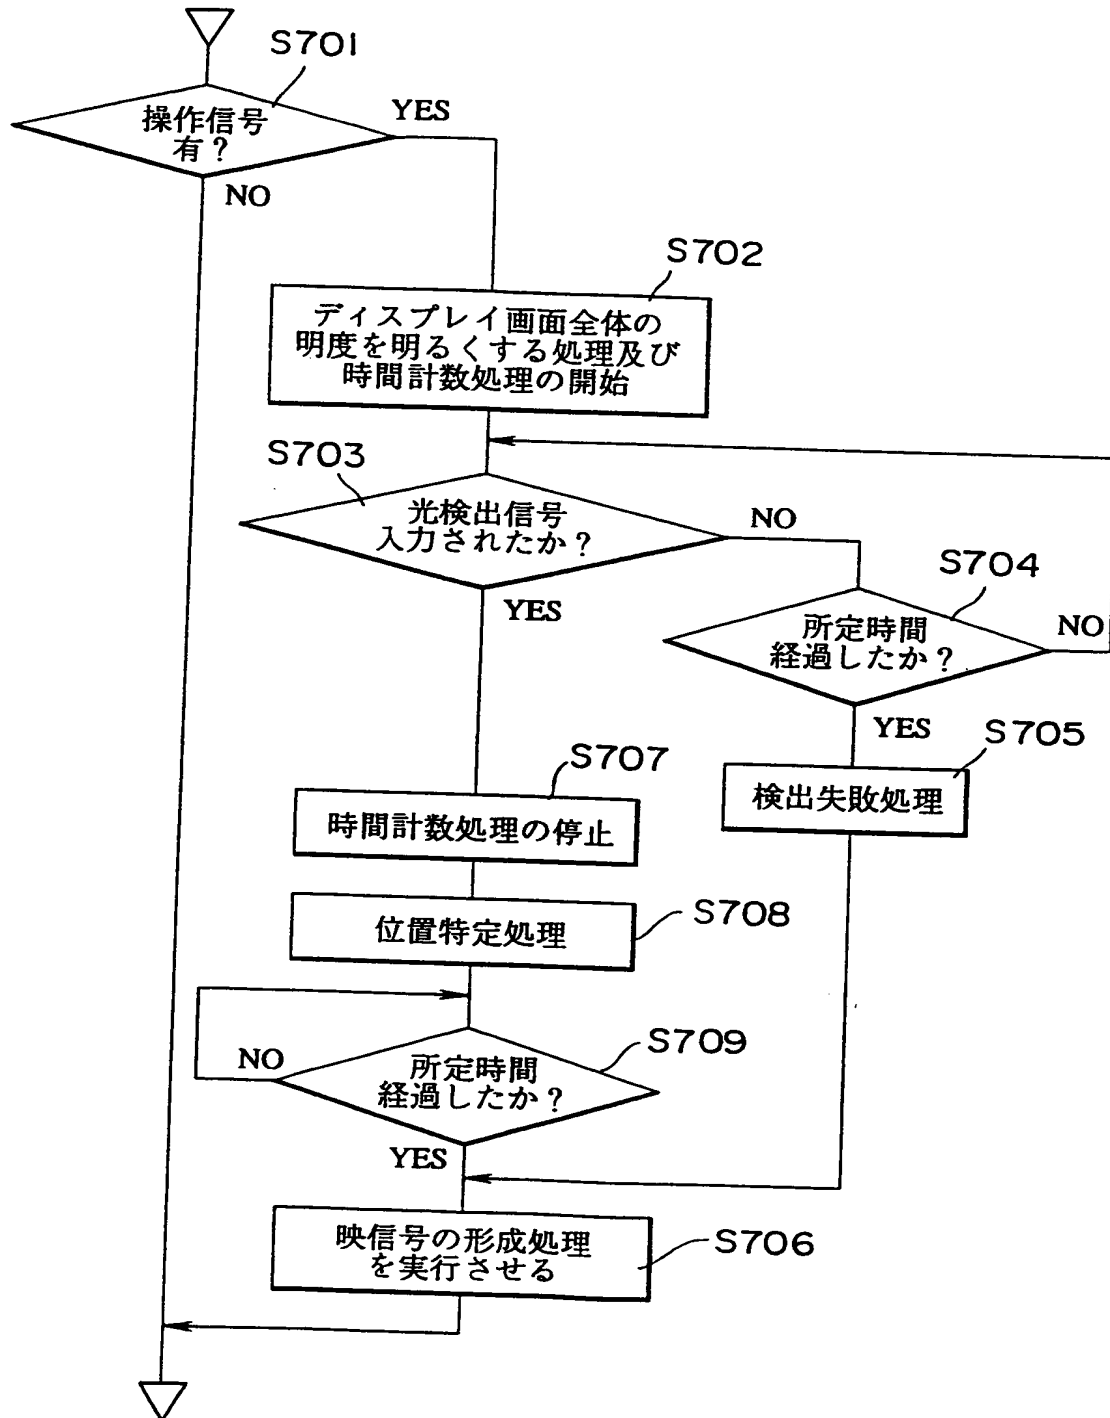 S701
操作信号
有?
YES
NO
S702
ディスプレイ画面全体の
明度を明るくする処理及び
時間計数処理の開始
S703
光検出信号
入力されたか?
NO
YES
S704
所定時間
経過したか?
NO
YES
S705
検出失敗処理
S707
時間計数処理の停止
S708
位置特定処理
S709
所定時間
経過したか?
NO
YES
S706
映信号の形成処理
を実行させる